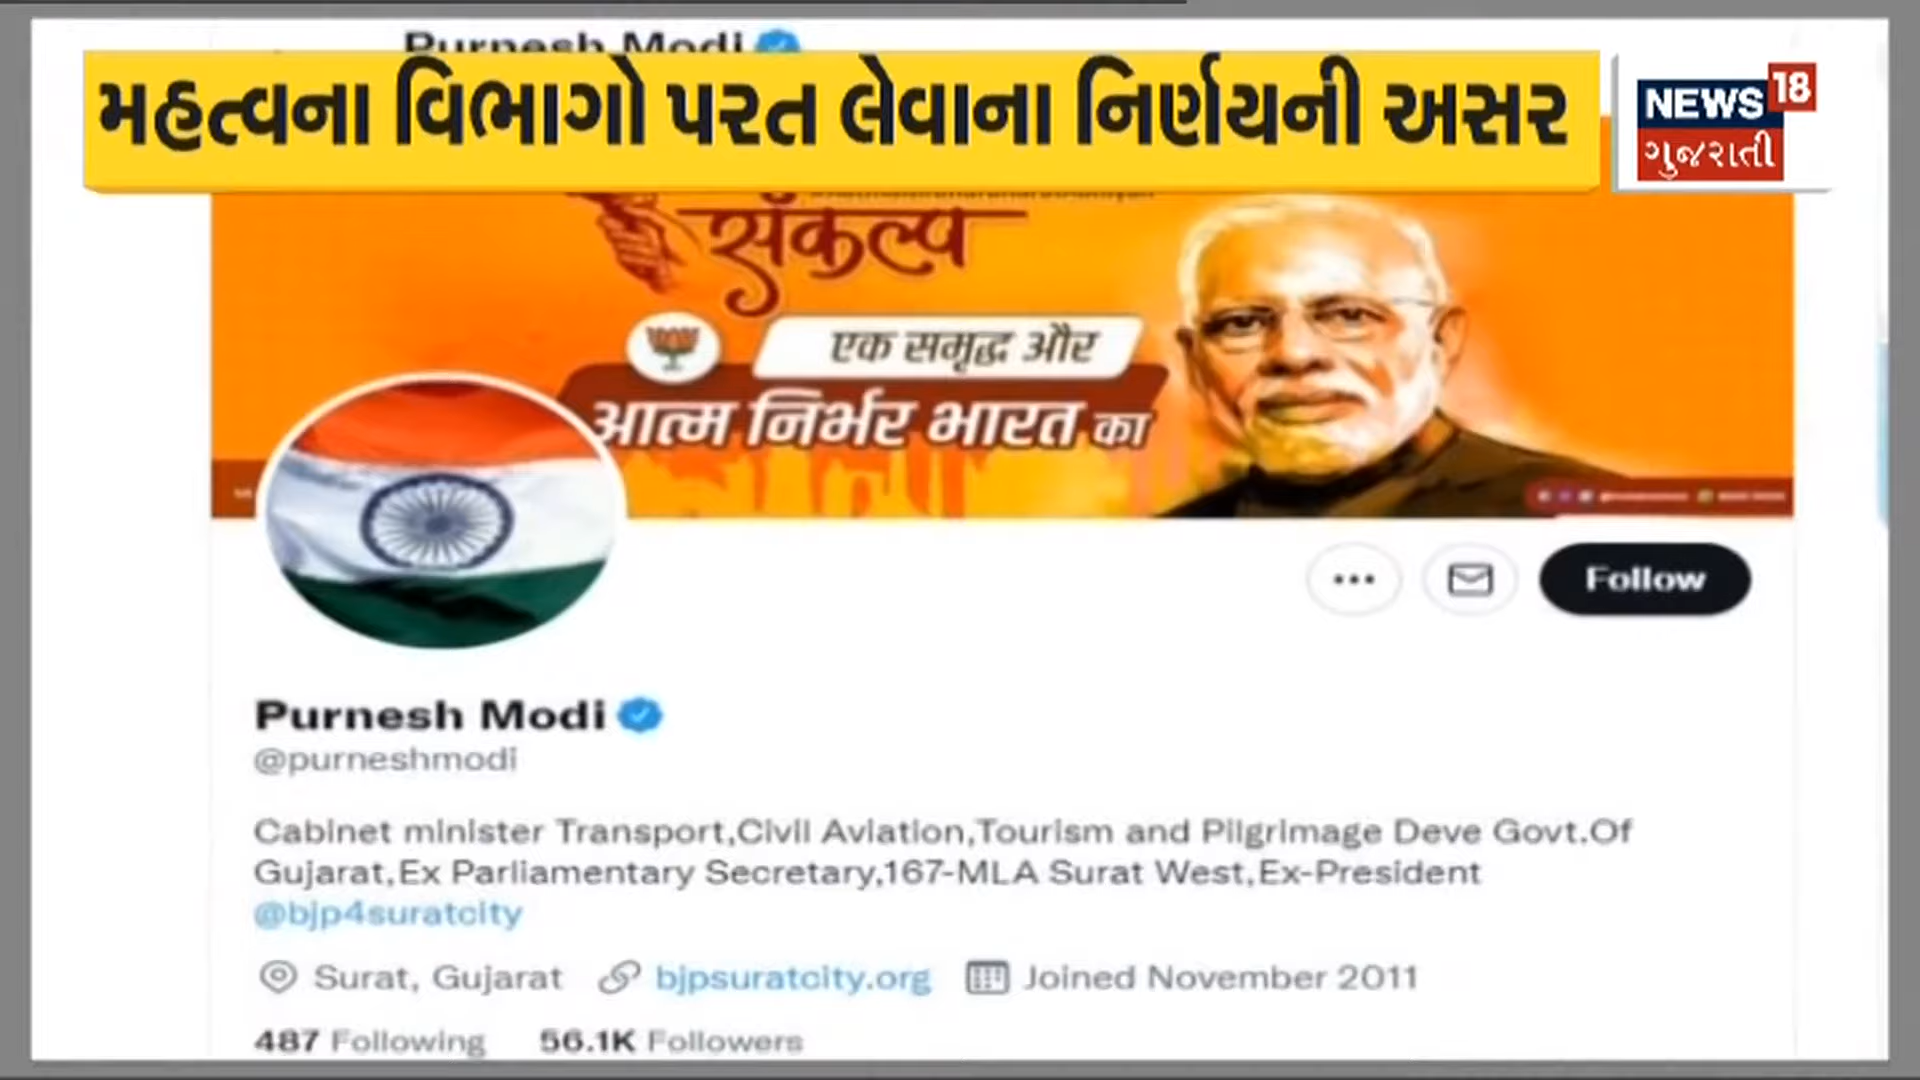 Purnesh Modi
મહત્વના વિભાગો પરત લેવાના નિર્ણયની અસર
NEWS 18
ગુજરાતી
संकल्प
एक समृद्ध और
आत्म निर्भर भारत का
Follow
Purnesh Modi
@purneshmodi
Cabinet minister Transport,Civil Aviation,Tourism and Pilgrimage Deve Govt.Of
Gujarat,Ex Parliamentary Secretary,167-MLA Surat West,Ex-President
@bjp4suratcity
Surat, Gujarat bjpsuratcity.org Joined November 2011
487 Following 56.1K Followers